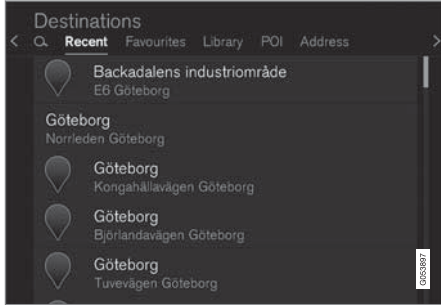 Destinations
Recent Favourites Library POI Address
Backadalens industriområde
E6 Göteborg
Göteborg
Norrleden Göteborg
Göteborg
Kongahällavägen Göteborg
Göteborg
Björlandavägen Göteborg
Göteborg
Tuvevägen Göteborg
G053897